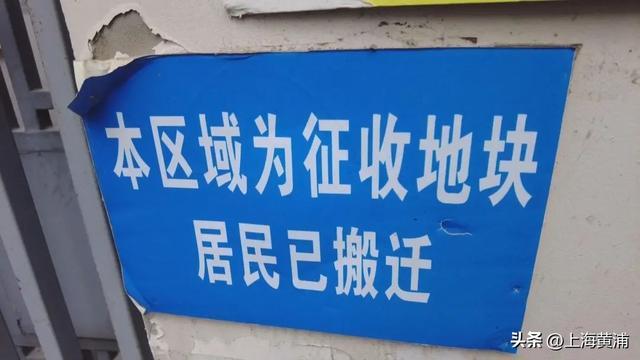 本区域为征收地块
居民已搬迁
头条 @上海黄浦